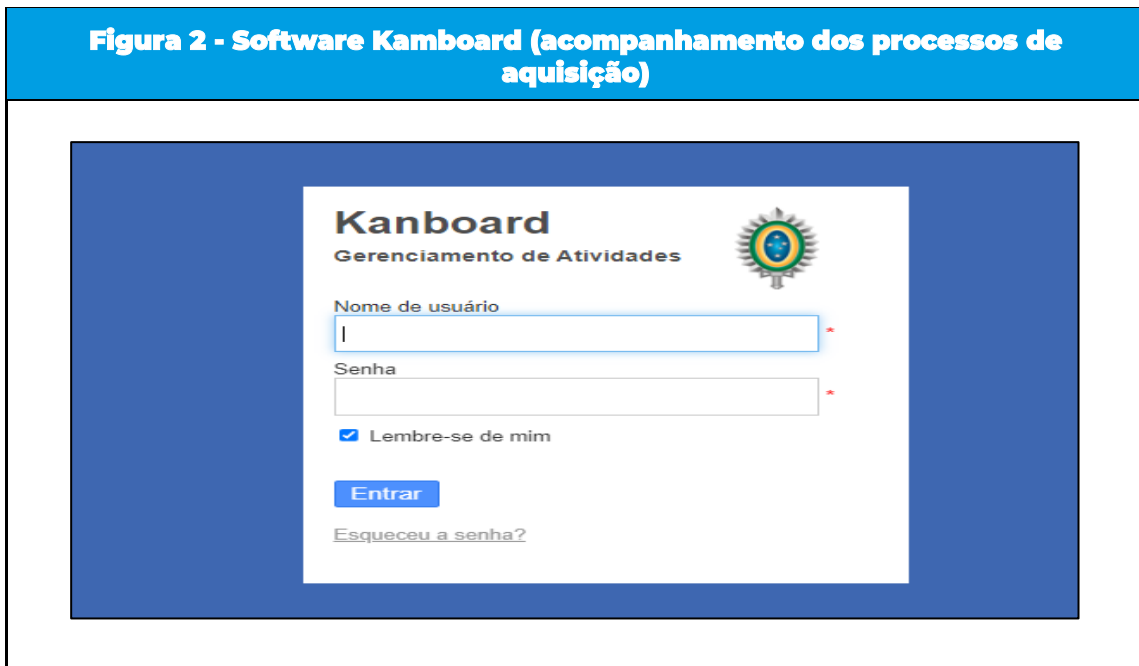 Figura 2 - Software Kamboard (acompanhamento dos processos de
aquisição)
Kanboard
Gerenciamento de Atividades
Nome de usuário
*
Senha
*
Lembre-se de mim
Entrar
Esqueceu a senha?